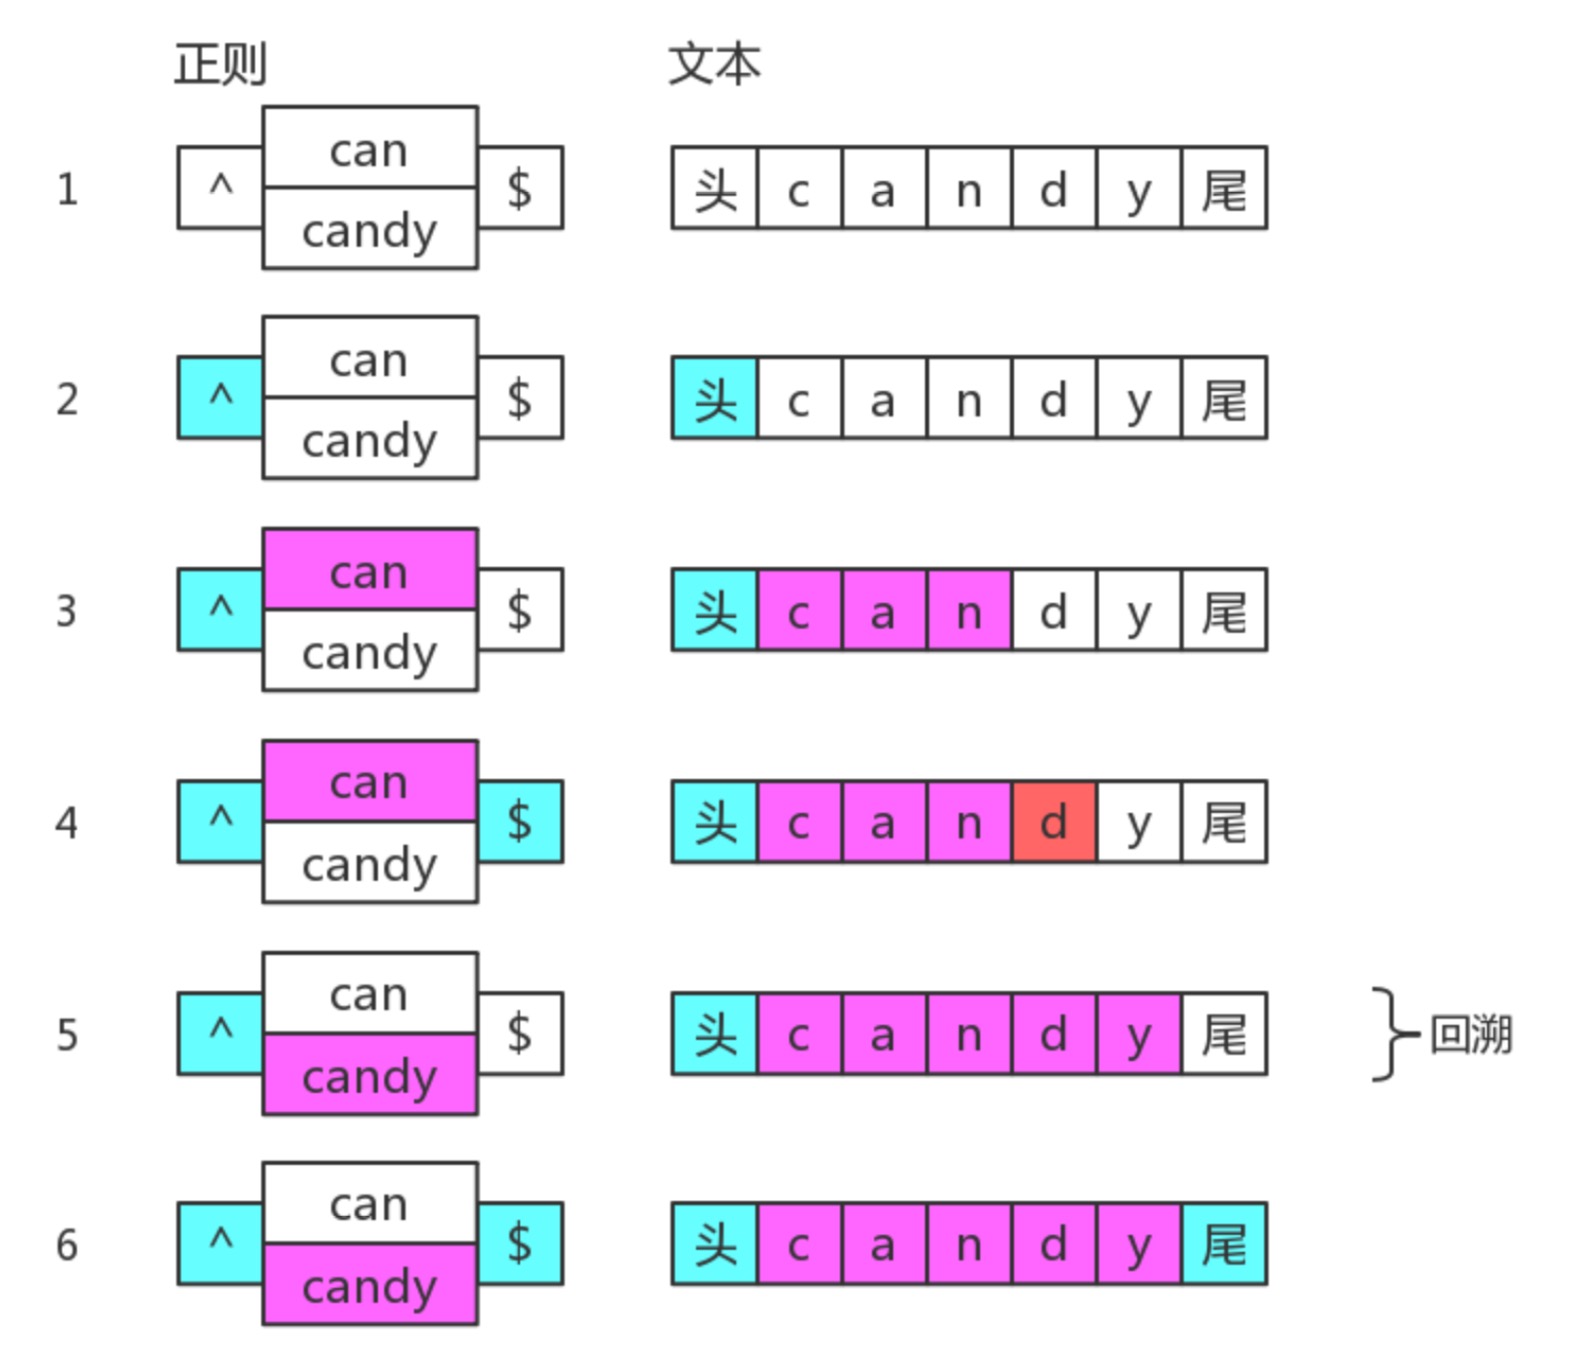 正则 文本
can
1 ^ $ 头 c a n d y 尾
candy
can
2 ^ $ 头 c a n d y 尾
candy
can
3 ^ $ 头 c a n d y 尾
candy
can
4 ^ $ 头 c a n d y 尾
candy
can
5 ^ $ 头 c a n d y 尾 回溯
candy
can
6 ^ $ 头 c a n d y 尾
candy